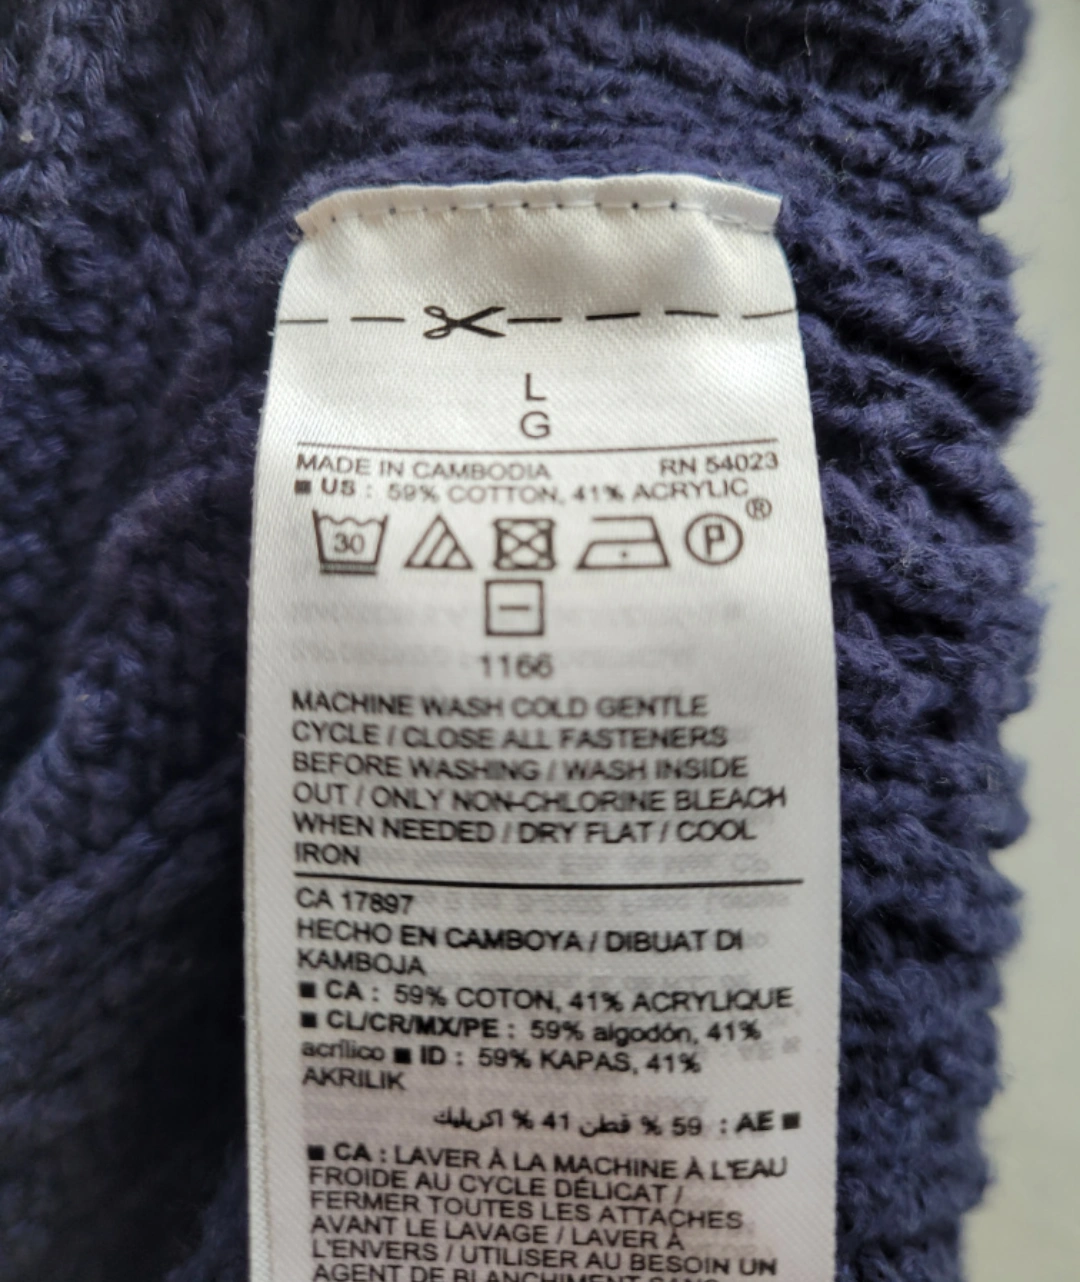 L
G
MADE IN CAMBODIA RN 54023
■ US : 59% COTTON, 41% ACRYLIC
30 P ®
1166
MACHINE WASH COLD GENTLE
CYCLE / CLOSE ALL FASTENERS
BEFORE WASHING / WASH INSIDE
OUT / ONLY NON-CHLORINE BLEACH
WHEN NEEDED / DRY FLAT / COOL
IRON
CA 17897
HECHO EN CAMBOYA / DIBUAT DI
KAMBOJA
■ CA : 59% COTON, 41% ACRYLIQUE
■ CL/CR/MX/PE : 59% algodón, 41%
acrílico ■ ID : 59% KAPAS, 41%
AKRILIK
■ AE : 59 % قطن 41 % اكريليك
■ CA : LAVER À LA MACHINE À L'EAU
FROIDE AU CYCLE DÉLICAT /
FERMER TOUTES LES ATTACHES
AVANT LE LAVAGE / LAVER À
L'ENVERS / UTILISER AU BESOIN UN
AGENT DE BLANCHIMENT SANS